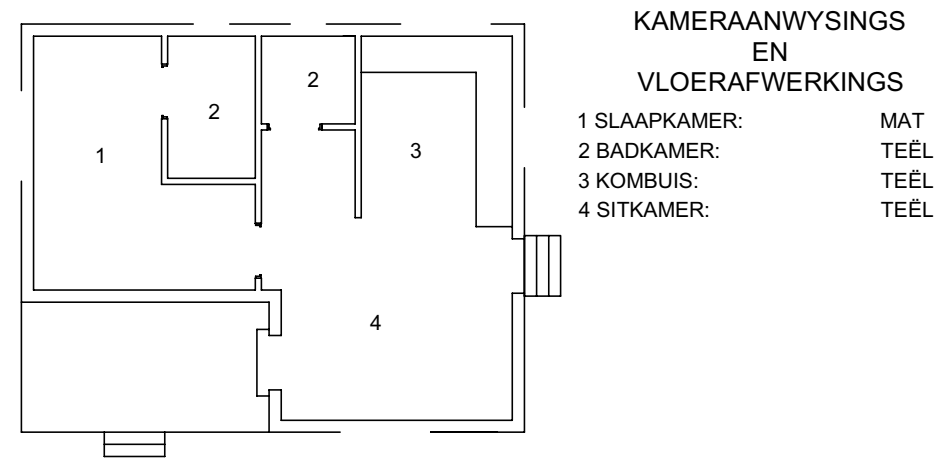 KAMERAANWYSINGS
EN
VLOERAFWERKINGS
1 SLAAPKAMER: MAT
2 BADKAMER: TEËL
3 KOMBUIS: TEËL
4 SITKAMER: TEËL
2
2
1
3
4